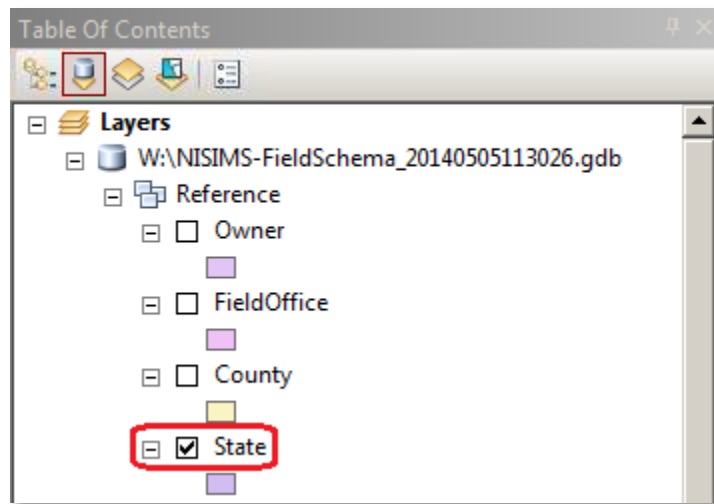 Table Of Contents
Layers
W:\NISIMS-FieldSchema_20140505113026.gdb
Reference
Owner
FieldOffice
County
State